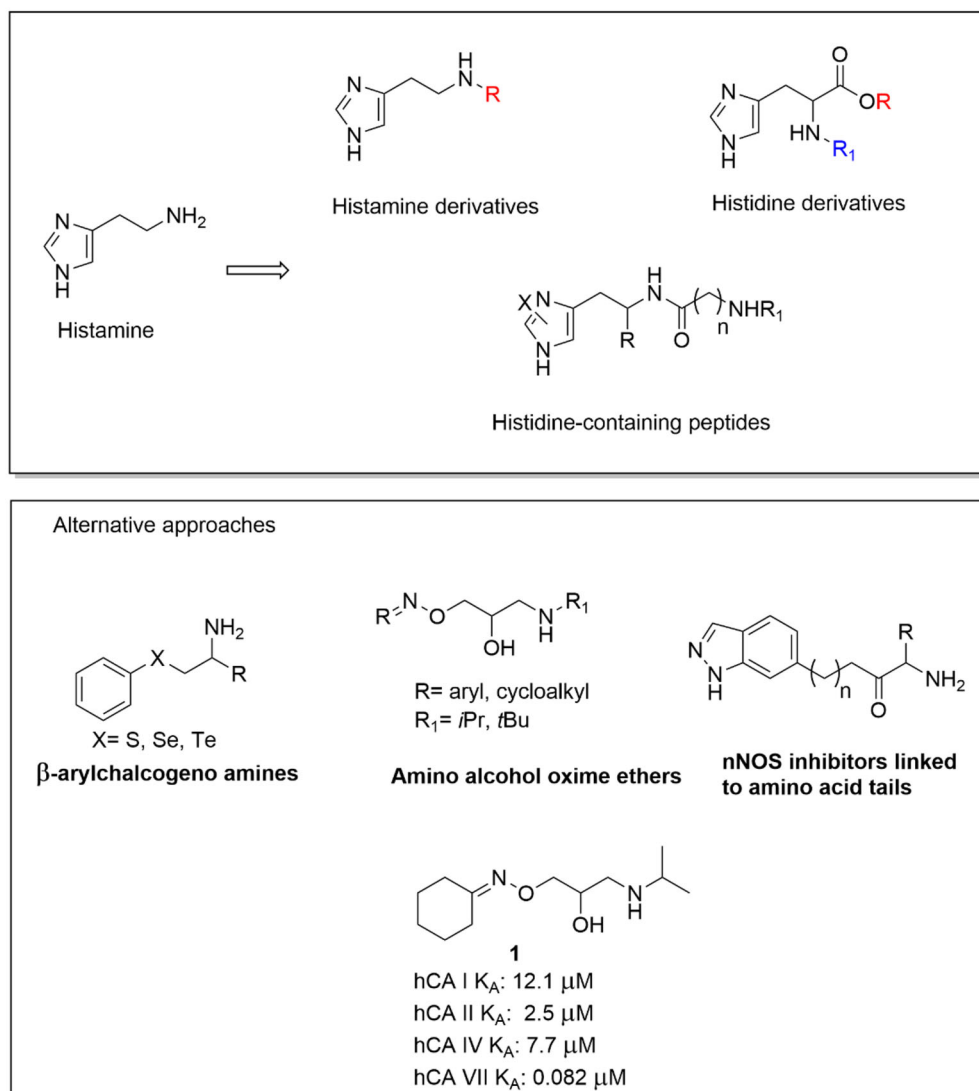 N
N
H
NH2
Histamine
N
N
H
H
N
R
Histamine derivatives
N
N
H
O
OR
HN
R1
Histidine derivatives
X
N
N
H
R
H
N
O
n
NHR1
Histidine-containing peptides
Alternative approaches
NH2
X
R
X= S, Se, Te
β-arylchalcogeno amines
R
N
O
OH
N
H
R1
R= aryl, cycloalkyl
R1= iPr, tBu
Amino alcohol oxime ethers
N
N
H
n
O
R
NH2
nNOS inhibitors linked
to amino acid tails
N
O
OH
N
H
1
hCA I KA: 12.1 μM
hCA II KA: 2.5 μM
hCA IV KA: 7.7 μM
hCA VII KA: 0.082 μM